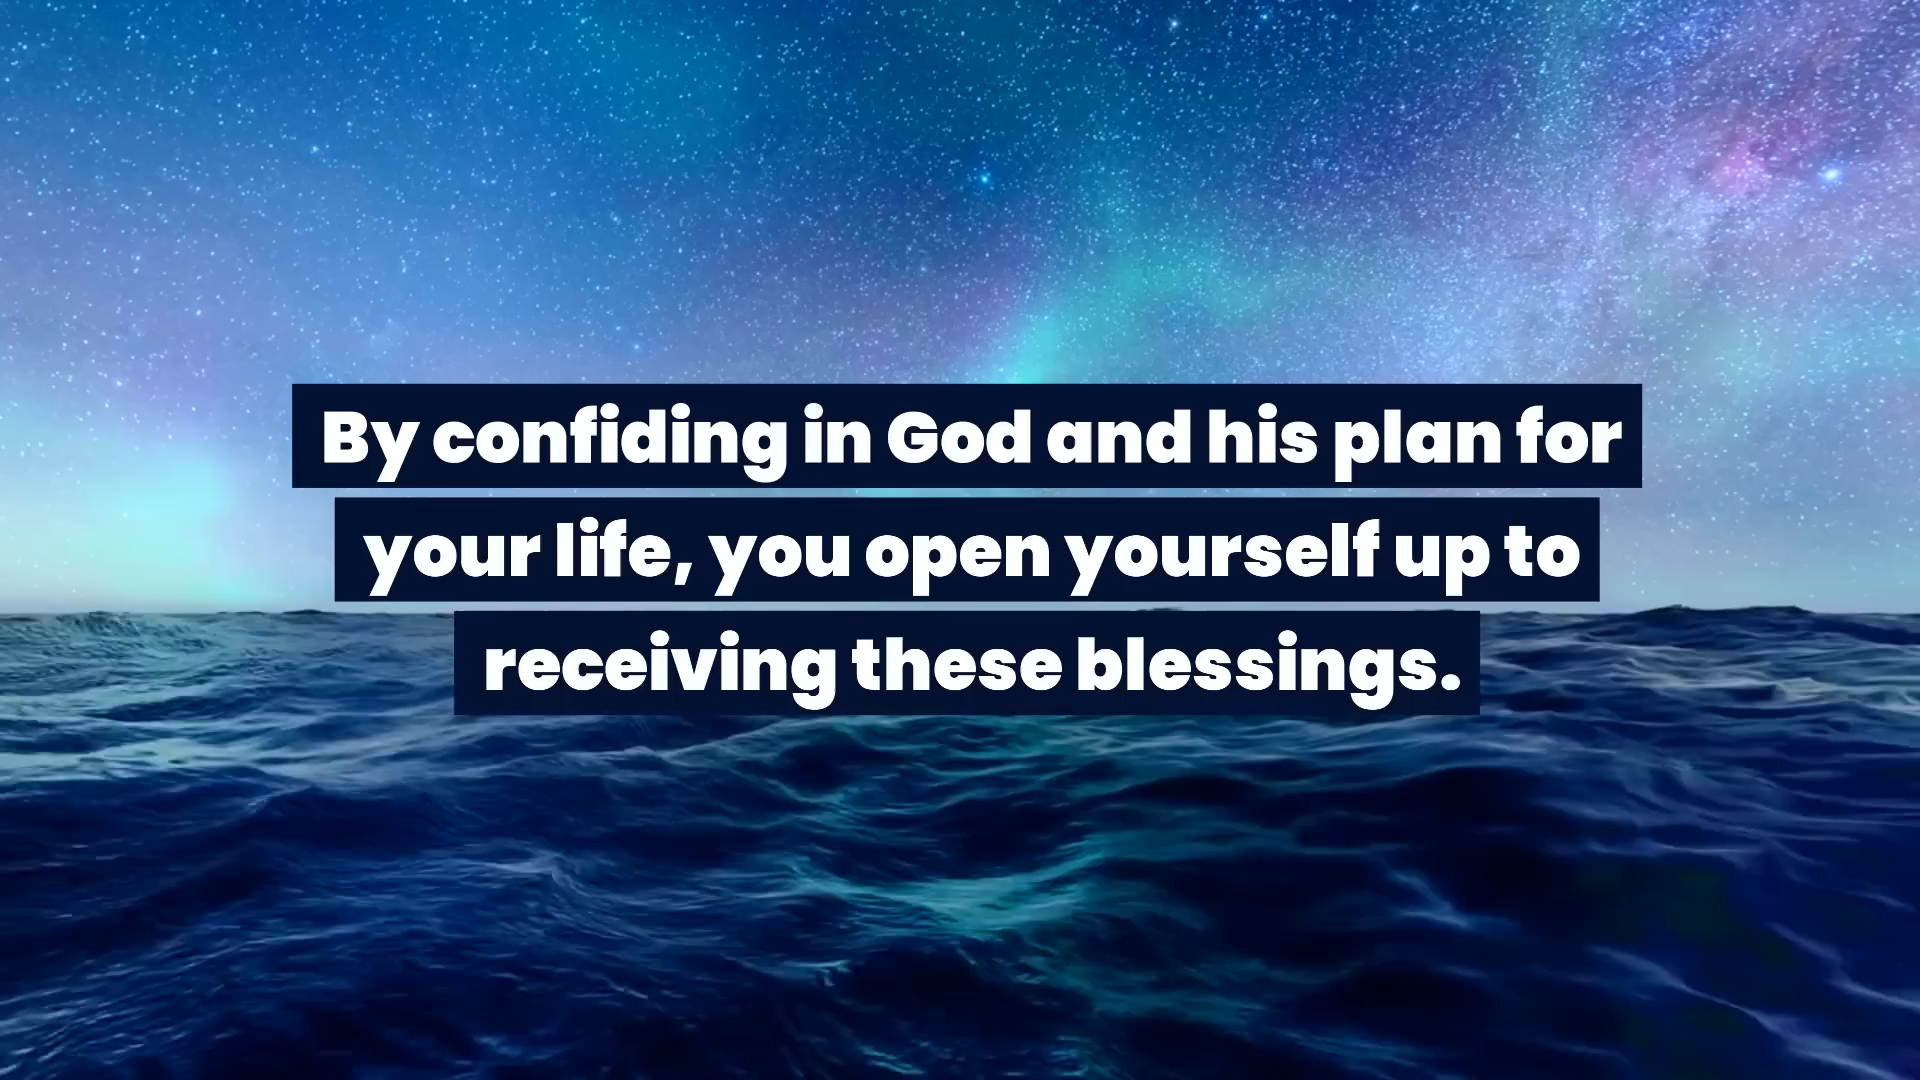 By confiding in God and his plan for
your life, you open yourself up to
receiving these blessings.